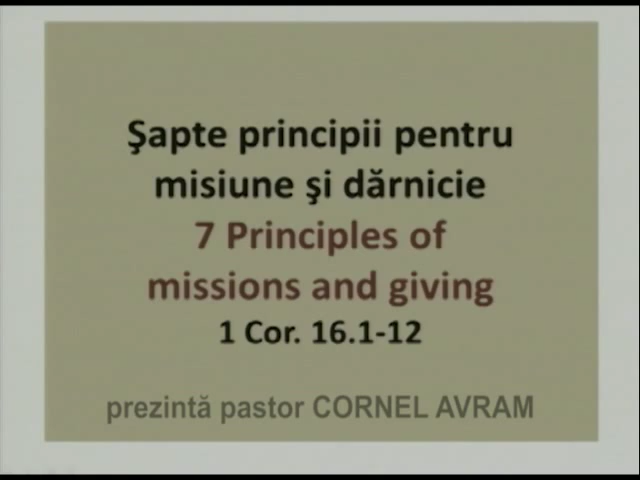 Şapte principii pentru
misiune şi dărnicie
7 Principles of
missions and giving
1 Cor. 16.1-12
prezintă pastor CORNEL AVRAM